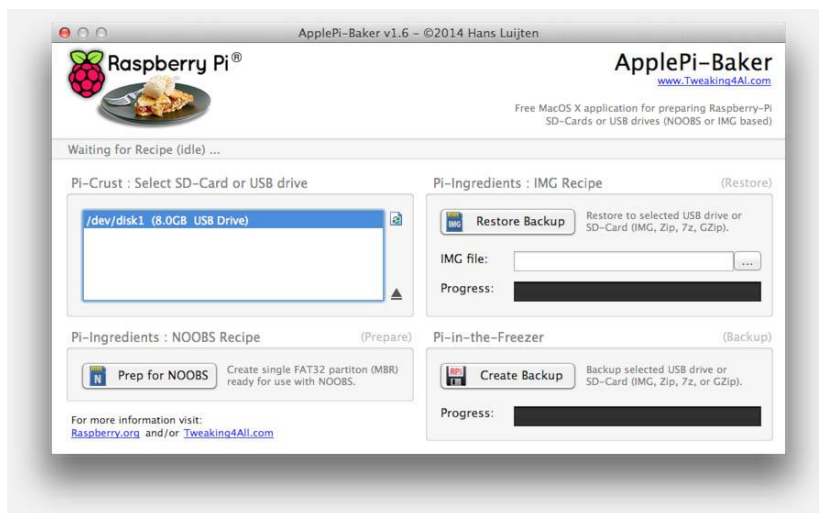 ApplePi-Baker v1.6 – ©2014 Hans Luijten
Raspberry Pi®
ApplePi-Baker
www.Tweaking4Al.com
Free MacOS X application for preparing Raspberry-Pi
SD-Cards or USB drives (NOOBS or IMG based)
Waiting for Recipe (idle) ...
Pi-Crust : Select SD-Card or USB drive
/dev/disk1 (8.0GB USB Drive)
Pi-Ingredients : NOOBS Recipe (Prepare)
N
Prep for NOOBS
Create single FAT32 partiton (MBR)
ready for use with NOOBS.
For more information visit:
Raspberry.org and/or Tweaking4All.com
Pi-Ingredients : IMG Recipe (Restore)
IMG
Restore Backup
Restore to selected USB drive or
SD-Card (IMG, Zip, 7z, GZip).
IMG file:
...
Progress:
Pi-in-the-Freezer (Backup)
RPi
Create Backup
Backup selected USB drive or
SD-Card (IMG, Zip, 7z, or GZip).
Progress: